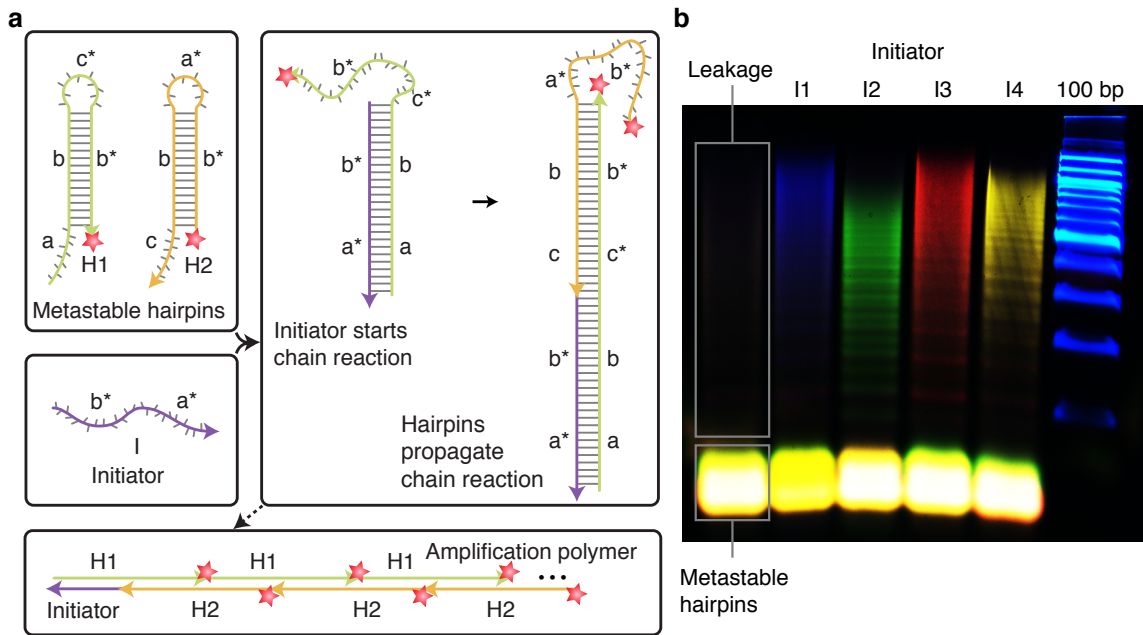 a
c*
b
b*
a
H1
a*
b
b*
c
H2
Metastable hairpins
b*
a*
I
Initiator
b*
c*
b*
b
a*
a
Initiator starts
chain reaction
a*
b*
b
b*
c
c*
b*
b
a*
a
Hairpins
propagate
chain reaction
H1
H1
H1
Amplification polymer
...
Initiator
H2
H2
H2
b
Initiator
Leakage
I1
I2
I3
I4
100 bp
Metastable
hairpins